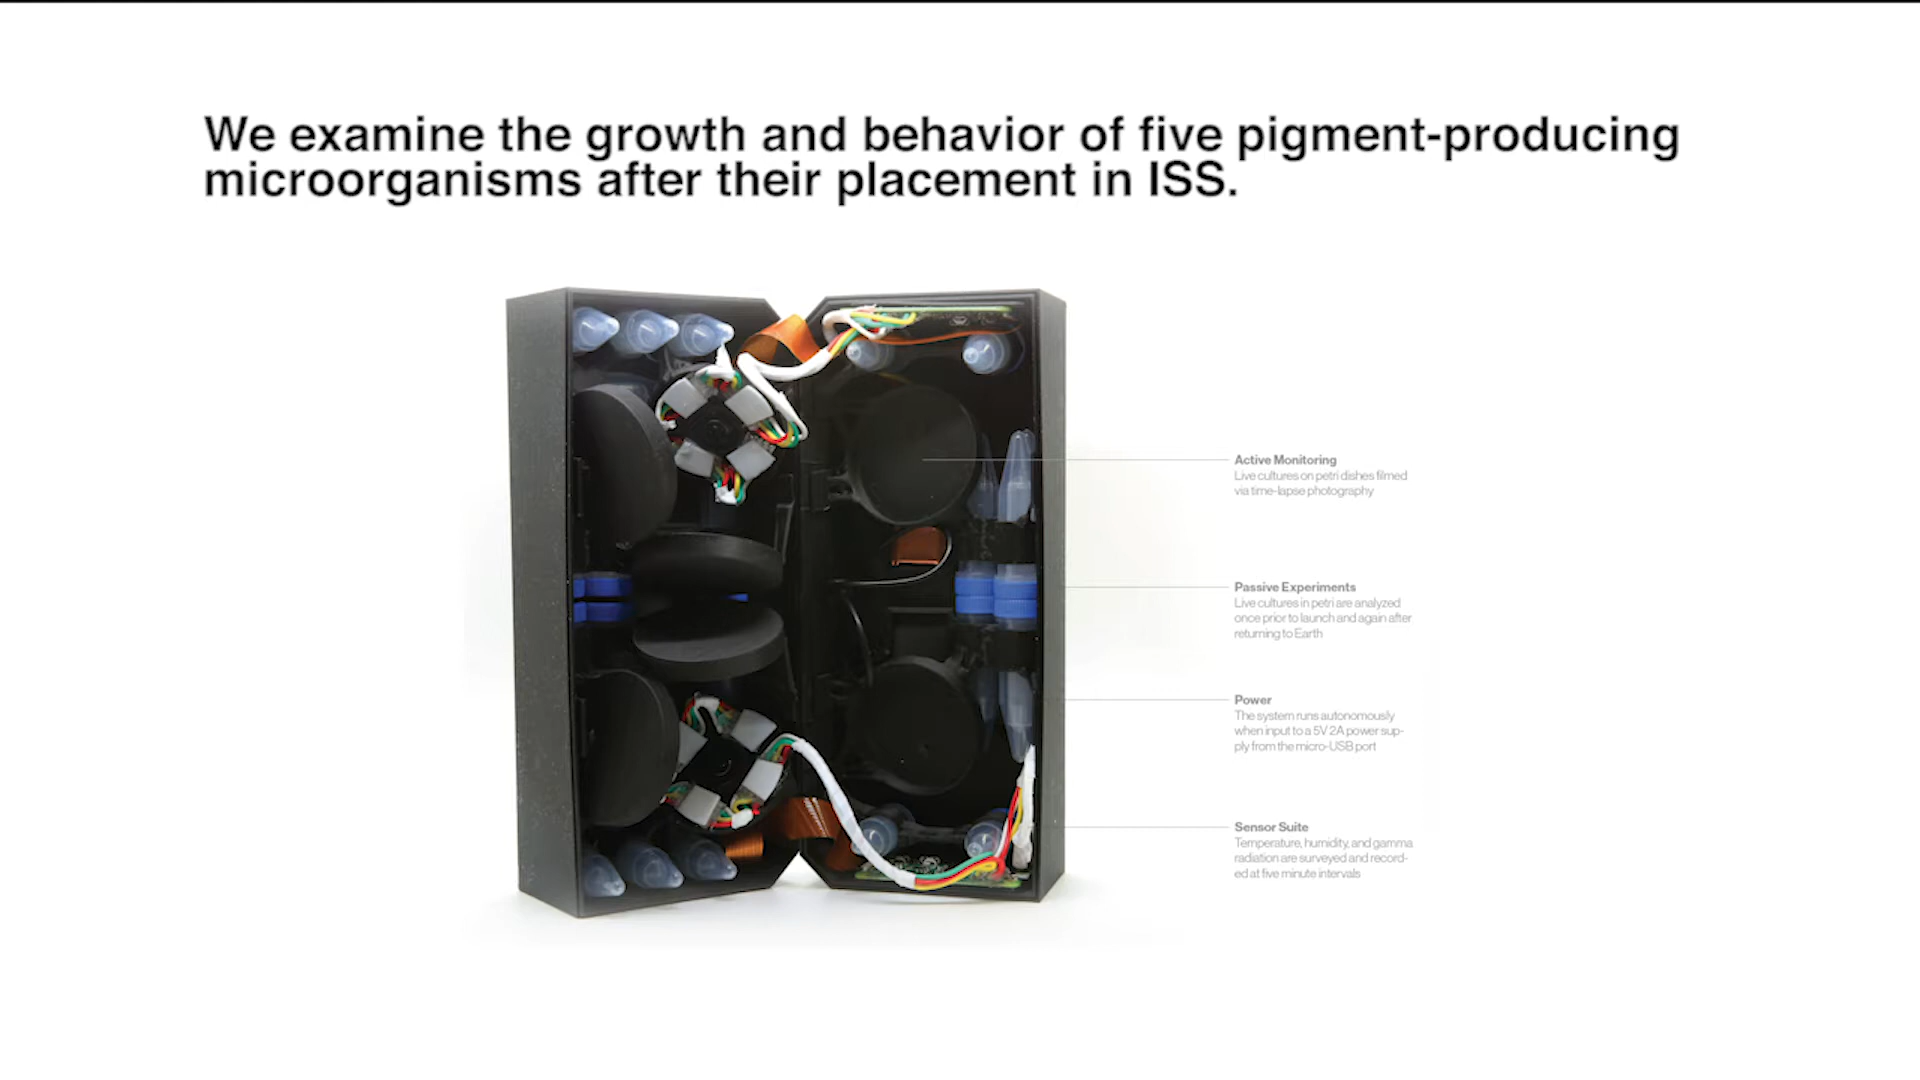 We examine the growth and behavior of five pigment-producing
microorganisms after their placement in ISS.
Active Monitoring
Live cultures on petri dishes filmed
via time-lapse photography
Passive Experiments
Live cultures in petri are analyzed
once prior to launch and again after
returning to Earth
Power
The system runs autonomously
when input to a 5V 2A power sup-
ply from the micro-USB port
Sensor Suite
Temperature, humidity, and gamma
radiation are surveyed and record-
ed at five minute intervals